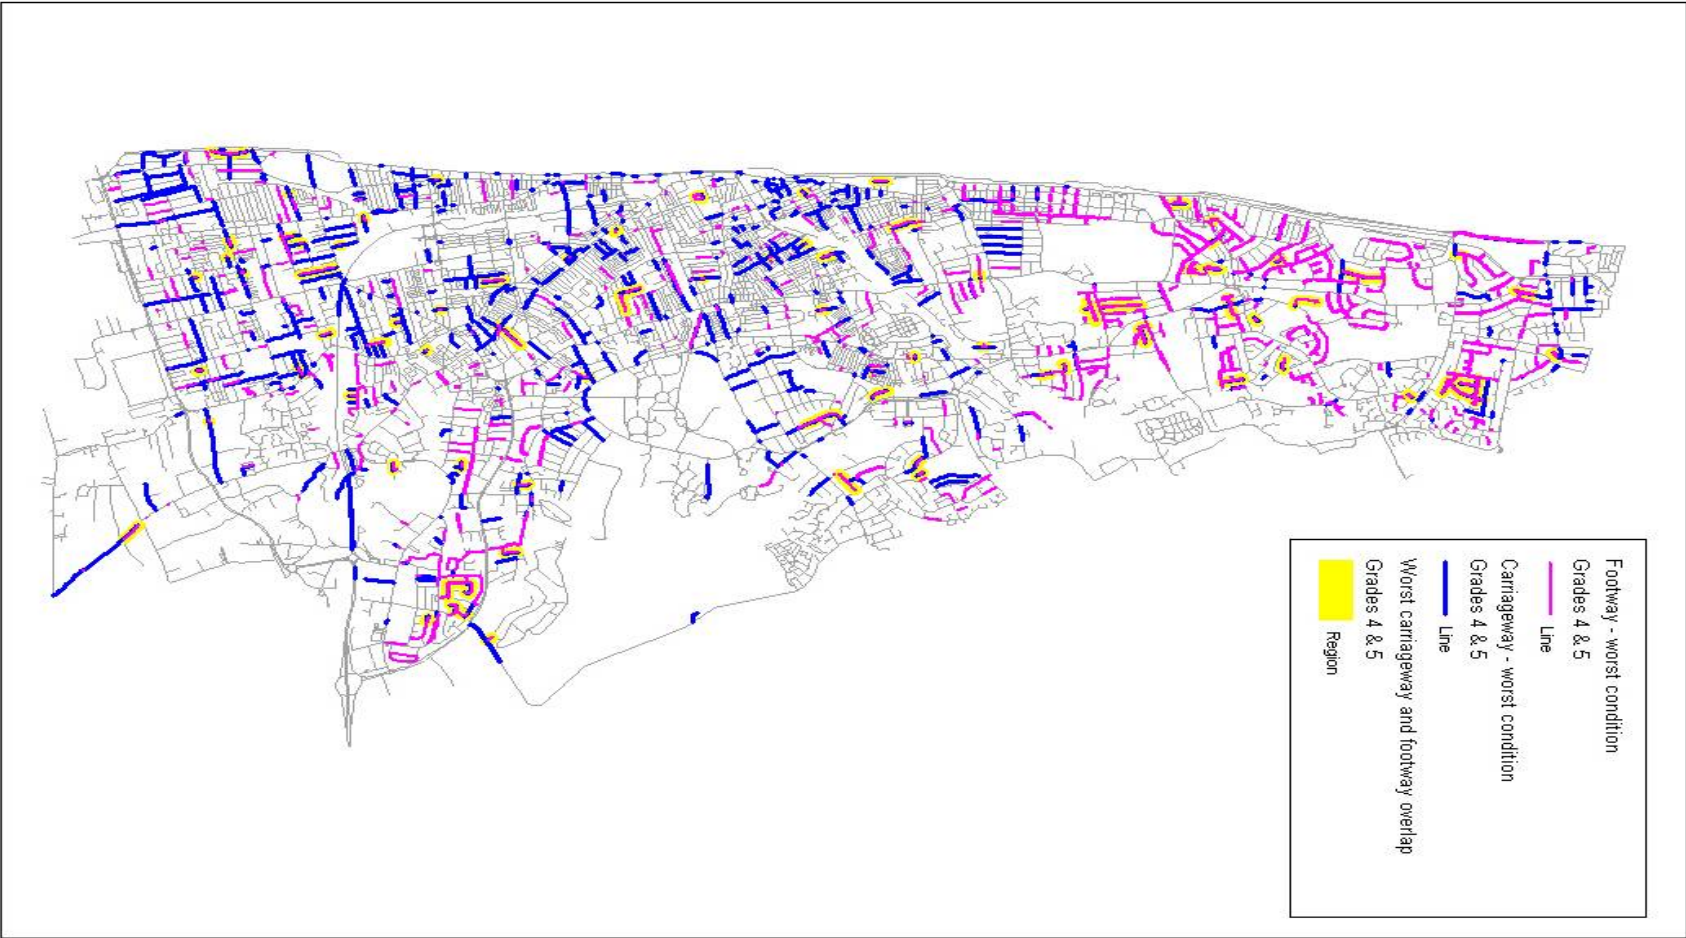 Footway - worst condition
Grades 4 & 5
Line
Carriageway - worst condition
Grades 4 & 5
Line
Worst carriageway and footway overlap
Grades 4 & 5
Region